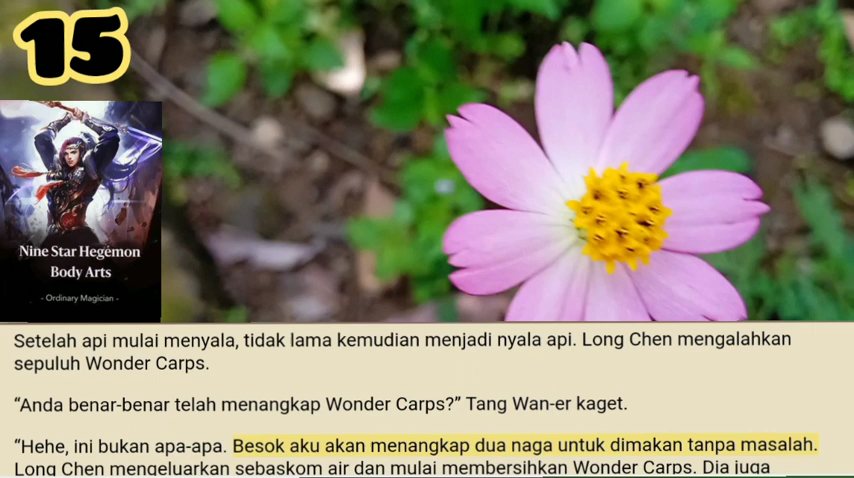 15
Nine Star Hegemon
Body Arts
- Ordinary Magician -
Setelah api mulai menyala, tidak lama kemudian menjadi nyala api. Long Chen mengalahkan
sepuluh Wonder Carps.
“Anda benar-benar telah menangkap Wonder Carps?” Tang Wan-er kaget.
“Hehe, ini bukan apa-apa. Besok aku akan menangkap dua naga untuk dimakan tanpa masalah.
Long Chen mengeluarkan sebaskom air dan mulai membersihkan Wonder Carps. Dia juga